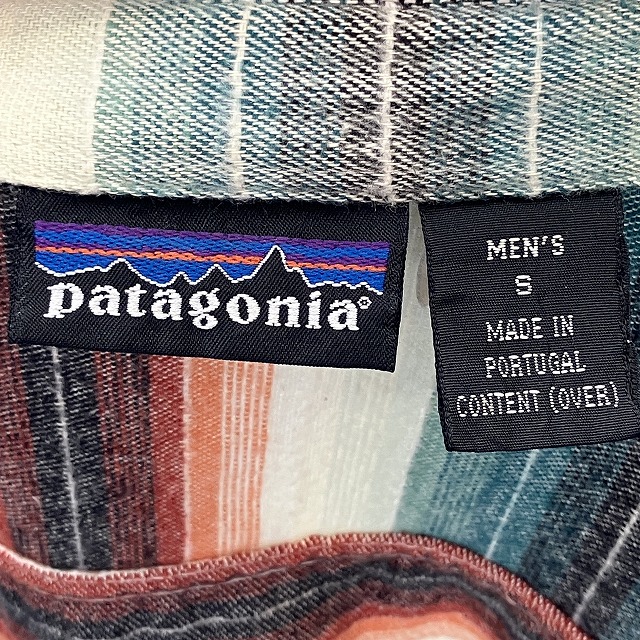 patagonia®
MEN'S
S
MADE IN
PORTUGAL
CONTENT (OVER)